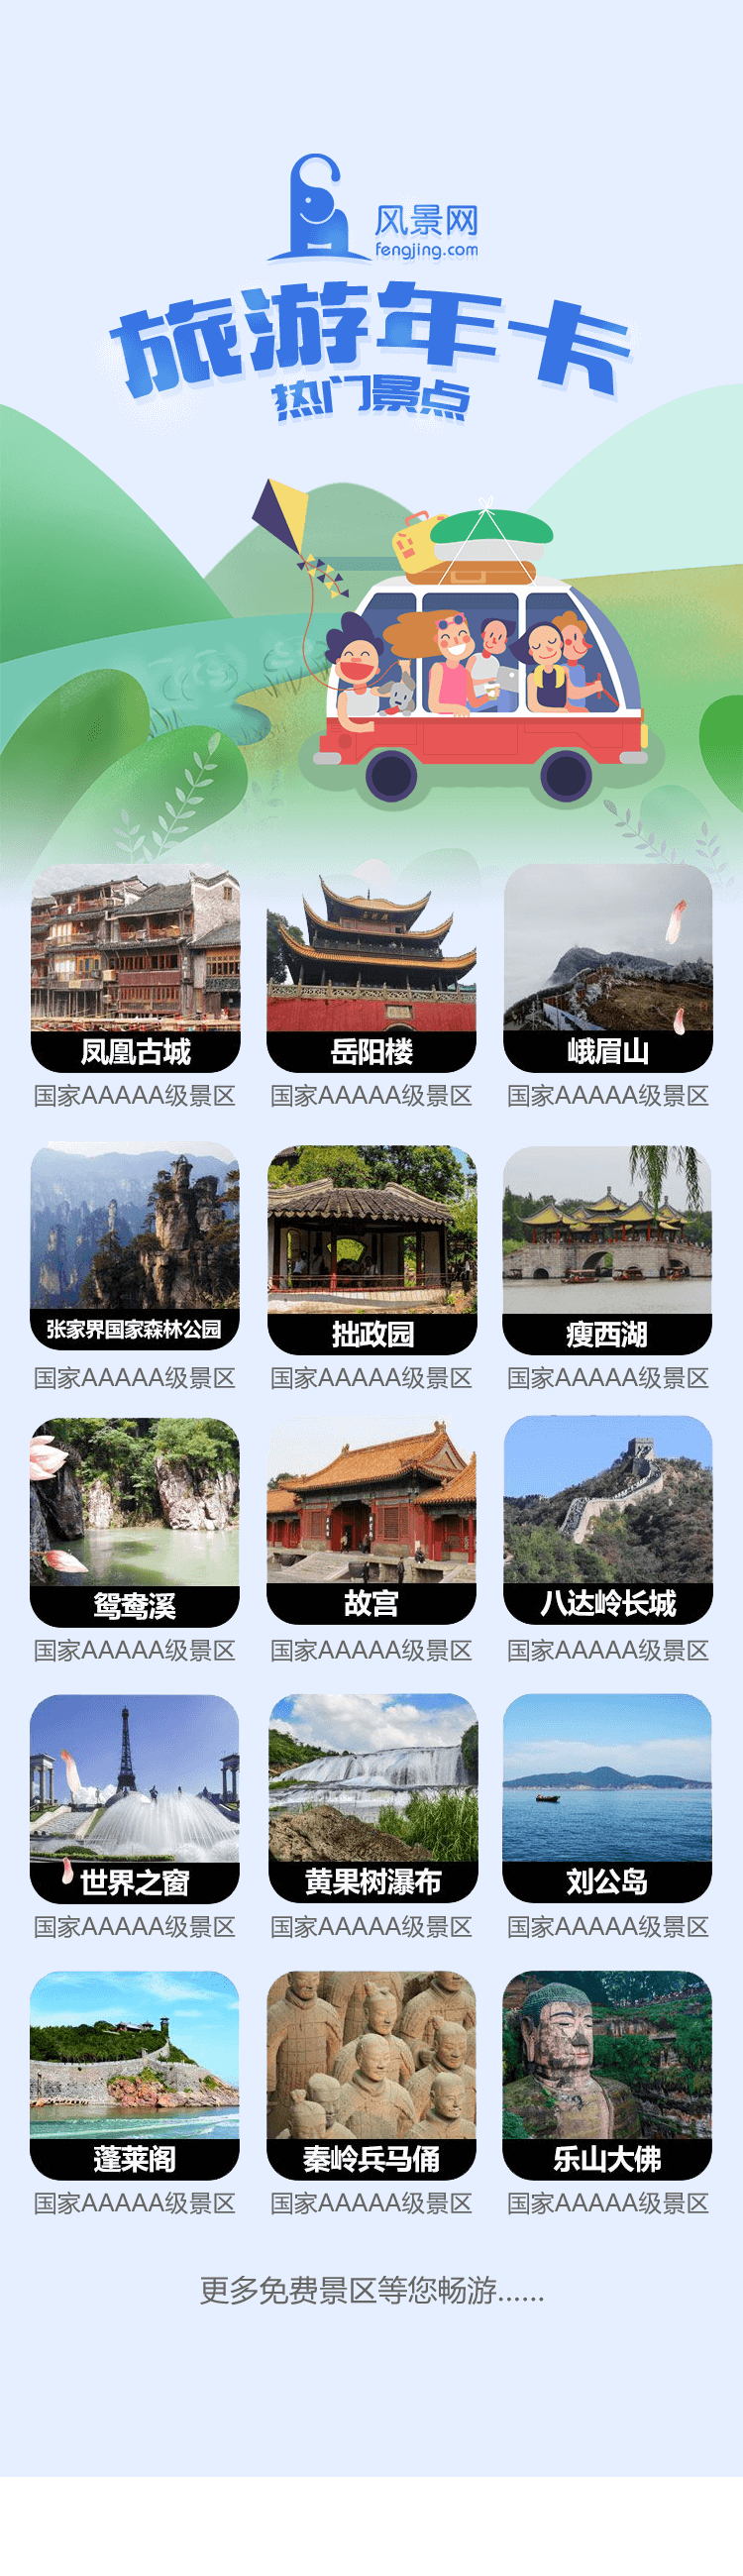 风景网
fengjing.com
旅游年卡
热门景点
凤凰古城 岳阳楼 峨眉山
国家AAAAA级景区 国家AAAAA级景区 国家AAAAA级景区
张家界国家森林公园 拙政园 瘦西湖
国家AAAAA级景区 国家AAAAA级景区 国家AAAAA级景区
鸳鸯溪 故宫 八达岭长城
国家AAAAA级景区 国家AAAAA级景区 国家AAAAA级景区
世界之窗 黄果树瀑布 刘公岛
国家AAAAA级景区 国家AAAAA级景区 国家AAAAA级景区
蓬莱阁 秦岭兵马俑 乐山大佛
国家AAAAA级景区 国家AAAAA级景区 国家AAAAA级景区
更多免费景区等您畅游......